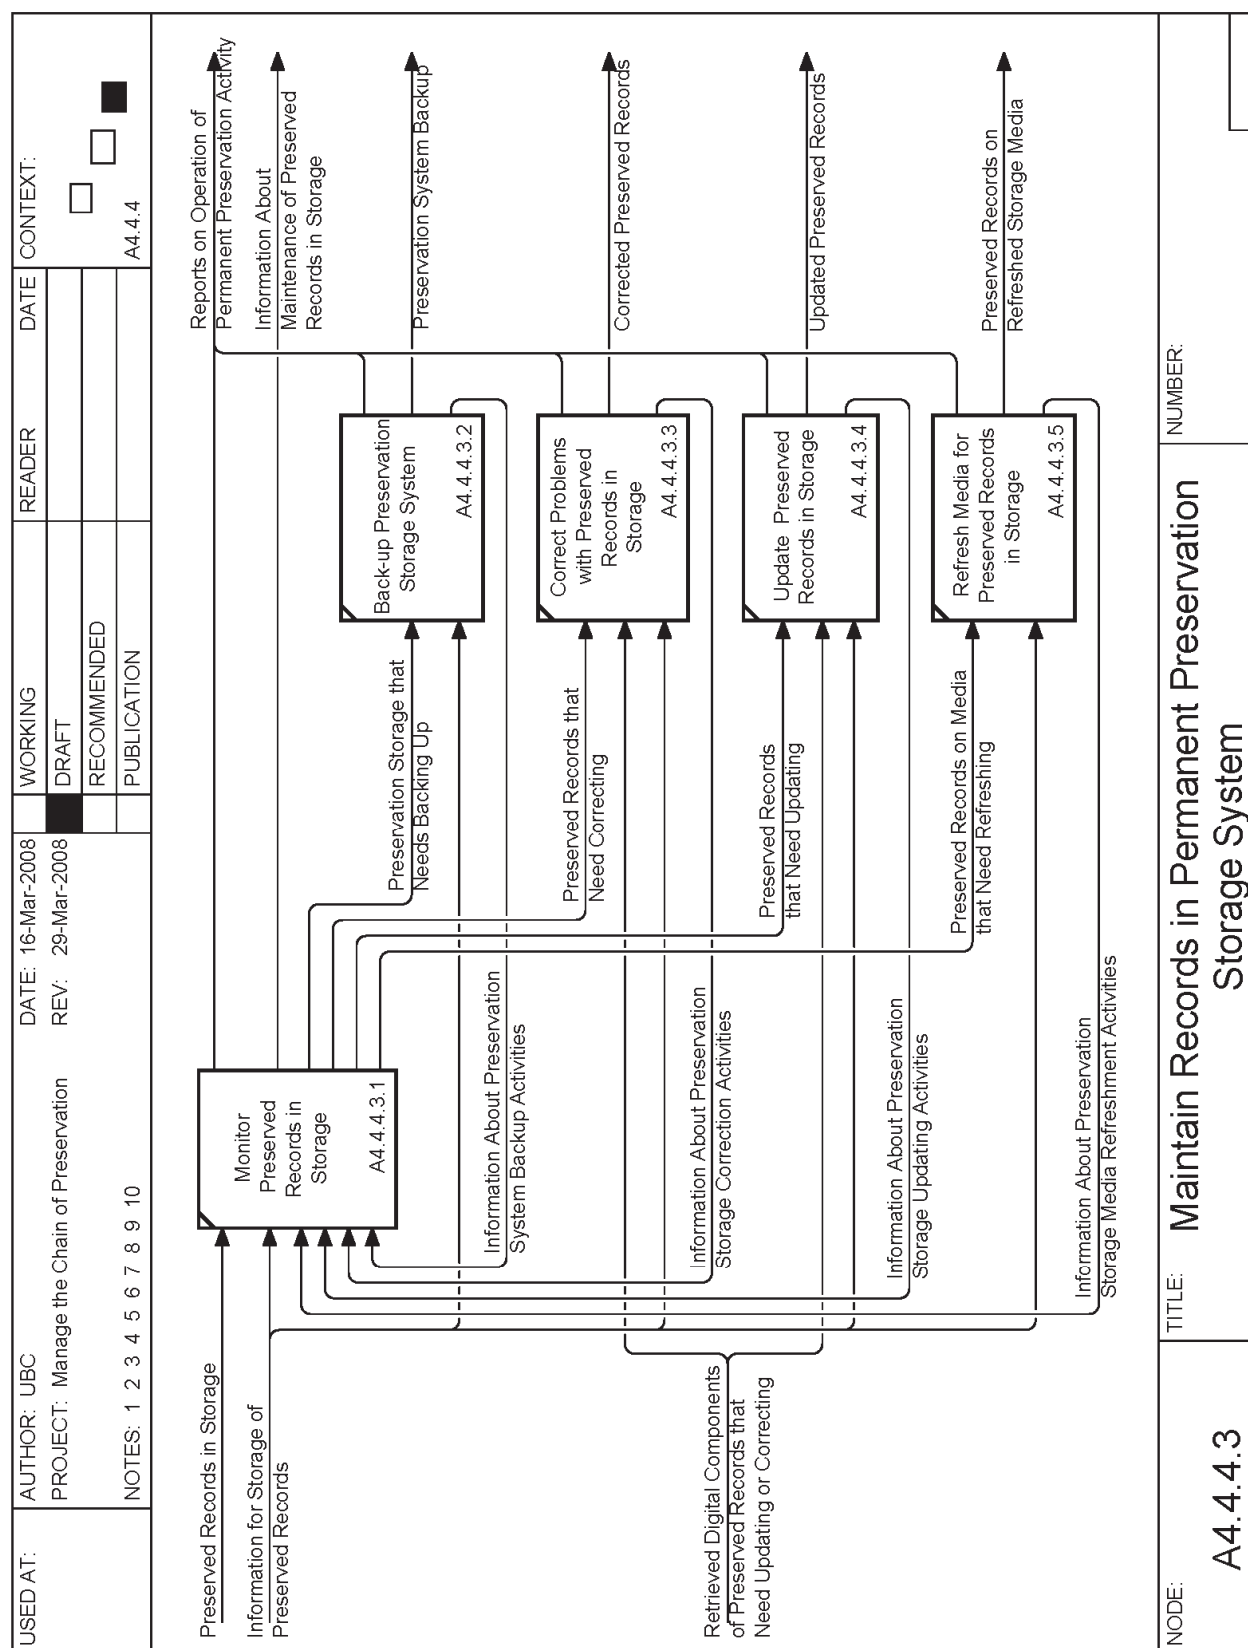 USED AT:
AUTHOR: UBC
DATE: 16-Mar-2008
WORKING
READER
DATE
CONTEXT:
PROJECT: Manage the Chain of Preservation
REV: 29-Mar-2008
DRAFT
RECOMMENDED
NOTES: 1 2 3 4 5 6 7 8 9 10
PUBLICATION
A4.4.4
Preserved Records in Storage
Information for Storage of
Preserved Records
Retrieved Digital Components
of Preserved Records that
Need Updating or Correcting
Monitor
Preserved
Records in
Storage
A4.4.4.3.1
Information About Preservation
System Backup Activities
Information About Preservation
Storage Correction Activities
Information About Preservation
Storage Updating Activities
Information About Preservation
Storage Media Refreshment Activities
Preservation Storage that
Needs Backing Up
Preserved Records that
Need Correcting
Preserved Records
that Need Updating
Preserved Records on Media
that Need Refreshing
Back-up Preservation
Storage System
A4.4.4.3.2
Correct Problems
with Preserved
Records in
Storage
A4.4.4.3.3
Update Preserved
Records in Storage
A4.4.4.3.4
Refresh Media for
Preserved Records
in Storage
A4.4.4.3.5
Reports on Operation of
Permanent Preservation Activity
Information About
Maintenance of Preserved
Records in Storage
Preservation System Backup
Corrected Preserved Records
Updated Preserved Records
Preserved Records on
Refreshed Storage Media
NODE:
A4.4.4.3
TITLE:
Maintain Records in Permanent Preservation
Storage System
NUMBER: